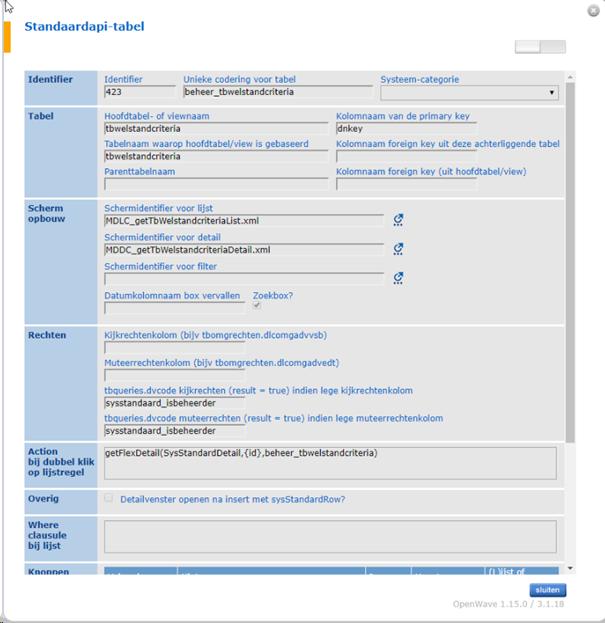 Standaardapi-tabel
Identifier
Identifier Unieke codering voor tabel Systeem-categorie
423 beheer_tbwelstandcriteria
Tabel
Hoofdtabel- of viewnaam Kolomnaam van de primary key
tbwelstandcriteria dnkey
Tabelnaam waarop hoofdtabel/view is gebaseerd Kolomnaam foreign key uit deze achterliggende tabel
tbwelstandcriteria
Parenttabelnaam Kolomnaam foreign key (uit hoofdtabel/view)
Scherm
opbouw
Schermidentifier voor lijst
MDLC_getTbWelstandcriteriaList.xml
Schermidentifier voor detail
MDDC_getTbWelstandcriteriaDetail.xml
Schermidentifier voor filter
Datumkolomnaam box vervallen Zoekbox?
Rechten
Kijkrechtenkolom (bijv tbomgrechten.dlcomgadvvsb)
Muteerrechtenkolom (bijv tbomgrechten.dlcomgadvedt)
tbqueries.dvcode kijkrechten (result = true) indien lege kijkrechtenkolom
sysstandaard_isbeheerder
tbqueries.dvcode muteerrechten (result = true) indien lege muteerrechtenkolom
sysstandaard_isbeheerder
Action
bij dubbel klik
op lijstregel
getFlexDetail(SysStandardDetail,{id},beheer_tbwelstandcriteria)
Overig
Detailvenster openen na insert met sysStandardRow?
Where
clausule
bij lijst
Knoppen
(L)ijst of
sluiten
OpenWave 1.15.0 / 3.1.18